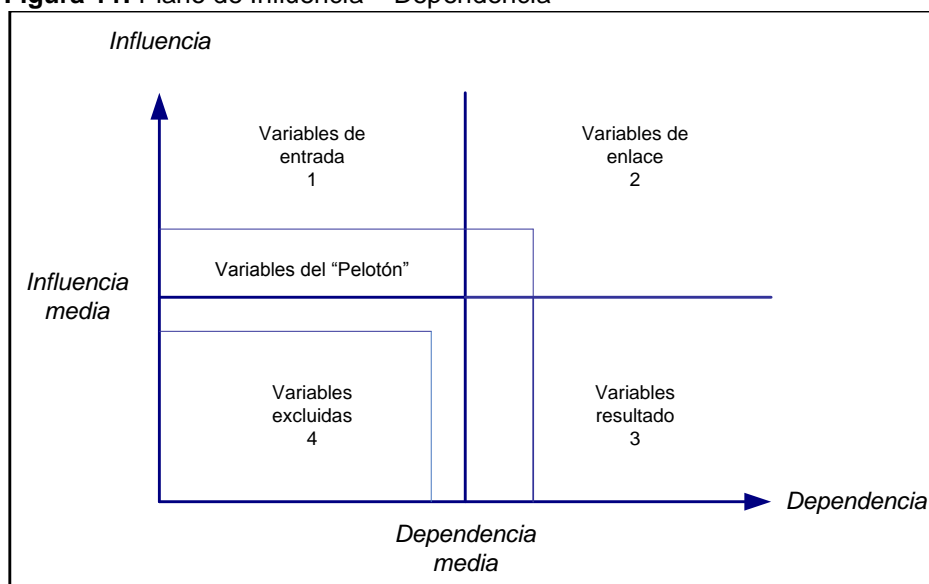 Figura Plano de Influencia – Dependencia
Influencia
Variables de
entrada
1
Variables de
enlace
2
Variables del “Pelotón”
Influencia
media
Variables
excluidas
4
Variables
resultado
3
Dependencia
Dependencia
media